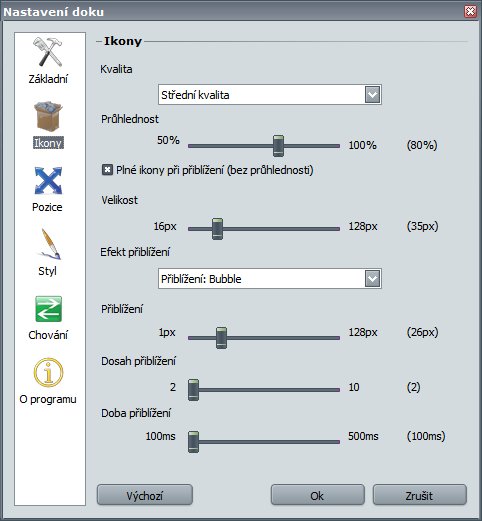 Nastavení doku
Základní
Ikony
Pozice
Styl
Chování
O programu
Ikony
Kvalita
Střední kvalita
Průhlednost
50% 100% (80%)
Plné ikony při přiblížení (bez průhlednosti)
Velikost
16px 128px (35px)
Efekt přiblížení
Přiblížení: Bubble
Přiblížení
1px 128px (26px)
Dosah přiblížení
2 10 (2)
Doba přiblížení
100ms 500ms (100ms)
Výchozí Ok Zrušit